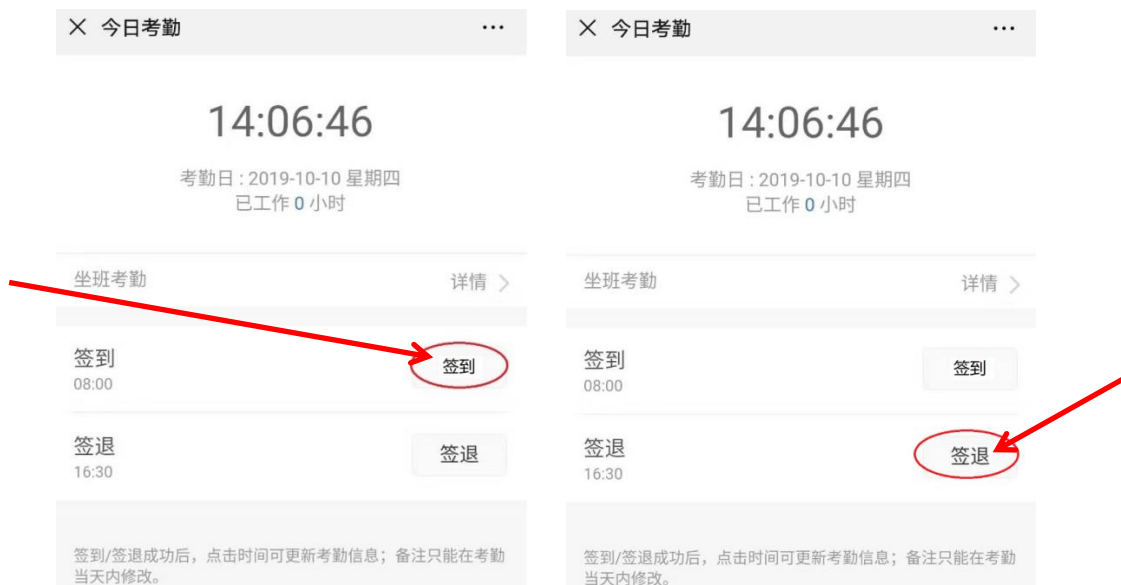 今日考勤
14:06:46
考勤日 : 2019-10-10 星期四
已工作 0 小时
坐班考勤 详情
签到 签到
08:00
签退 签退
16:30
签到/签退成功后，点击时间可更新考勤信息；备注只能在考勤
当天内修改。
今日考勤
14:06:46
考勤日 : 2019-10-10 星期四
已工作 0 小时
坐班考勤 详情
签到 签到
08:00
签退 签退
16:30
签到/签退成功后，点击时间可更新考勤信息；备注只能在考勤
当天内修改。